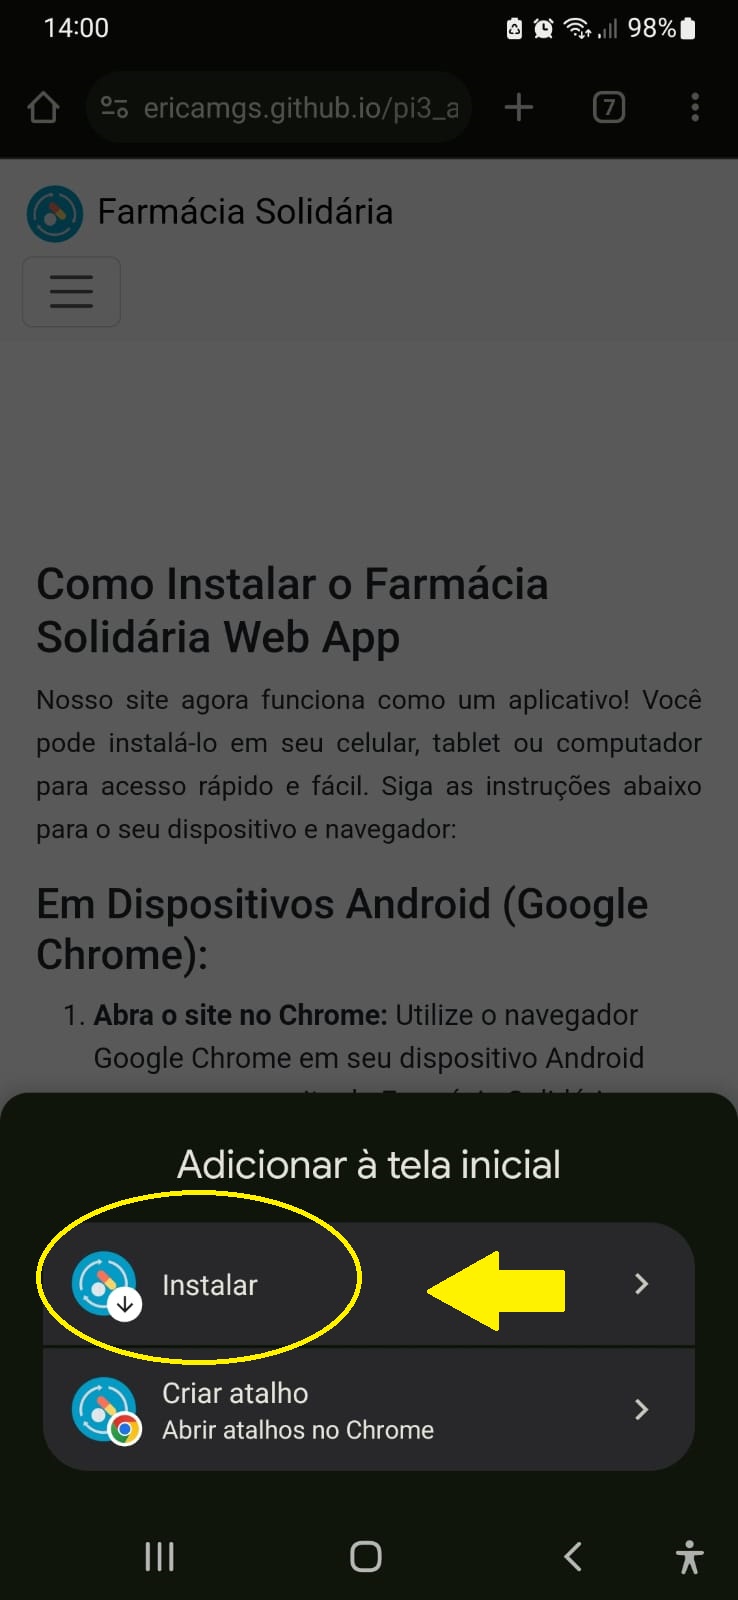 14:00
98%
ericamgs.github.io/pi3_a
7
Farmácia Solidária
Como Instalar o Farmácia
Solidária Web App
Nosso site agora funciona como um aplicativo! Você
pode instalá-lo em seu celular, tablet ou computador
para acesso rápido e fácil. Siga as instruções abaixo
para o seu dispositivo e navegador:
Em Dispositivos Android (Google
Chrome):
1. Abra o site no Chrome: Utilize o navegador
Google Chrome em seu dispositivo Android
Adicionar à tela inicial
Instalar
Criar atalho
Abrir atalhos no Chrome